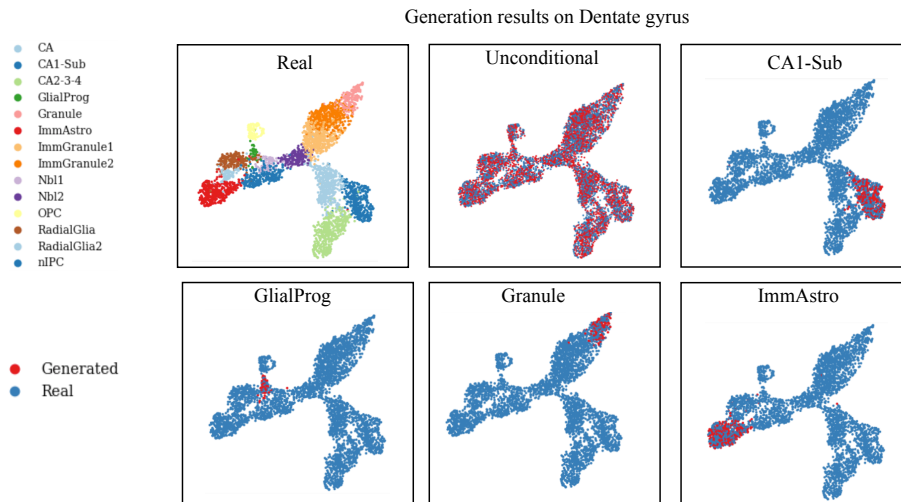 Generation results on Dentate gyrus
CA
CA1-Sub
CA2-3-4
GlialProg
Granule
ImmAstro
ImmGranule1
ImmGranule2
Nbl1
Nbl2
OPC
RadialGlia
RadialGlia2
nIPC
Real
Unconditional
CA1-Sub
GlialProg
Granule
ImmAstro
Generated
Real